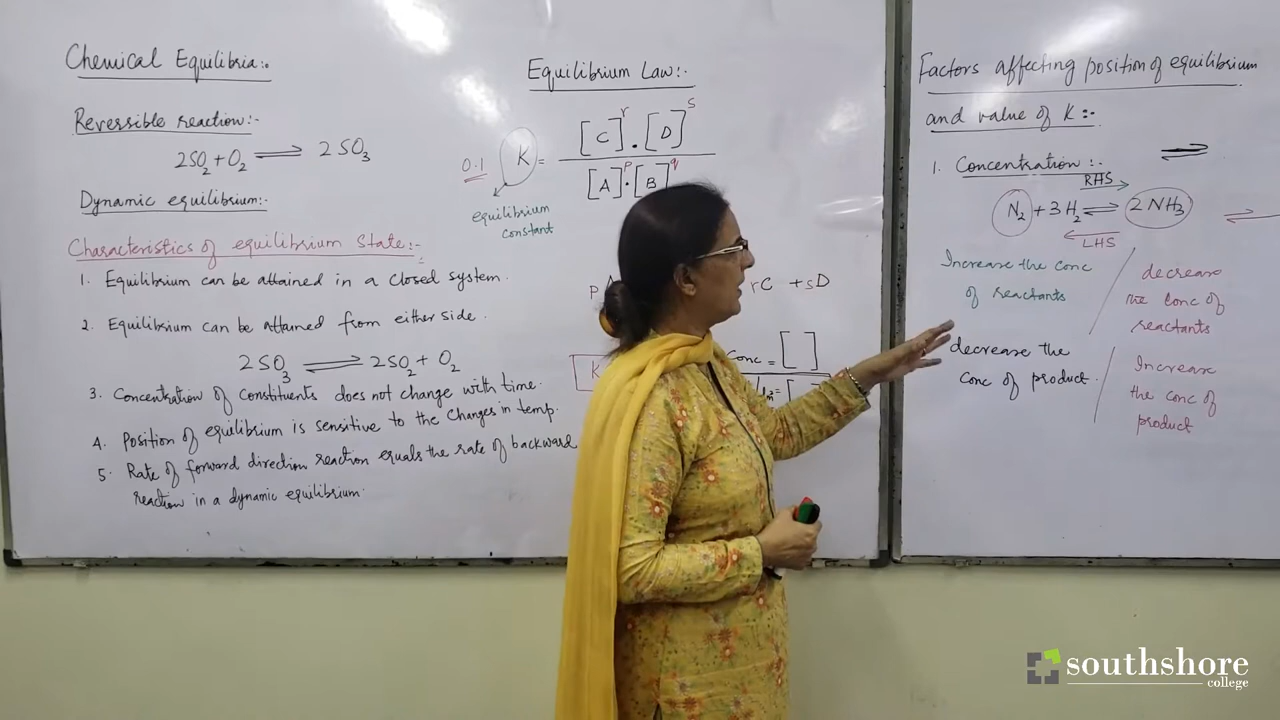 Chemical Equilibria:-
Reversible reaction:-
2SO₂ + O₂ ⇌ 2SO₃
Dynamic equilibrium:-
Characteristics of equilibrium State:-
1. Equilibrium can be attained in a closed system.
2. Equilibrium can be attained from either side.
2SO₃ ⇌ 2SO₂ + O₂
3. Concentration of constituents does not change with time.
4. Position of equilibrium is sensitive to the changes in temp.
5. Rate of forward direction reaction equals the rate of backward
reaction in a dynamic equilibrium.
Equilibrium Law:-
0.1 K = [C]^r . [D]^s
[A]^p . [B]^q
equilibrium
constant
p rC + sD
K Conc = [ ]
Factors affecting position of equilibrium
and value of K:-
1. Concentration:- ⇌
RHS →
N₂ + 3H₂ ⇌ 2NH₃ ⇌
← LHS
Increase the conc
of reactants
decrease
the conc of
reactants
decrease the
conc of product.
Increase
the conc of
product
southshore
college